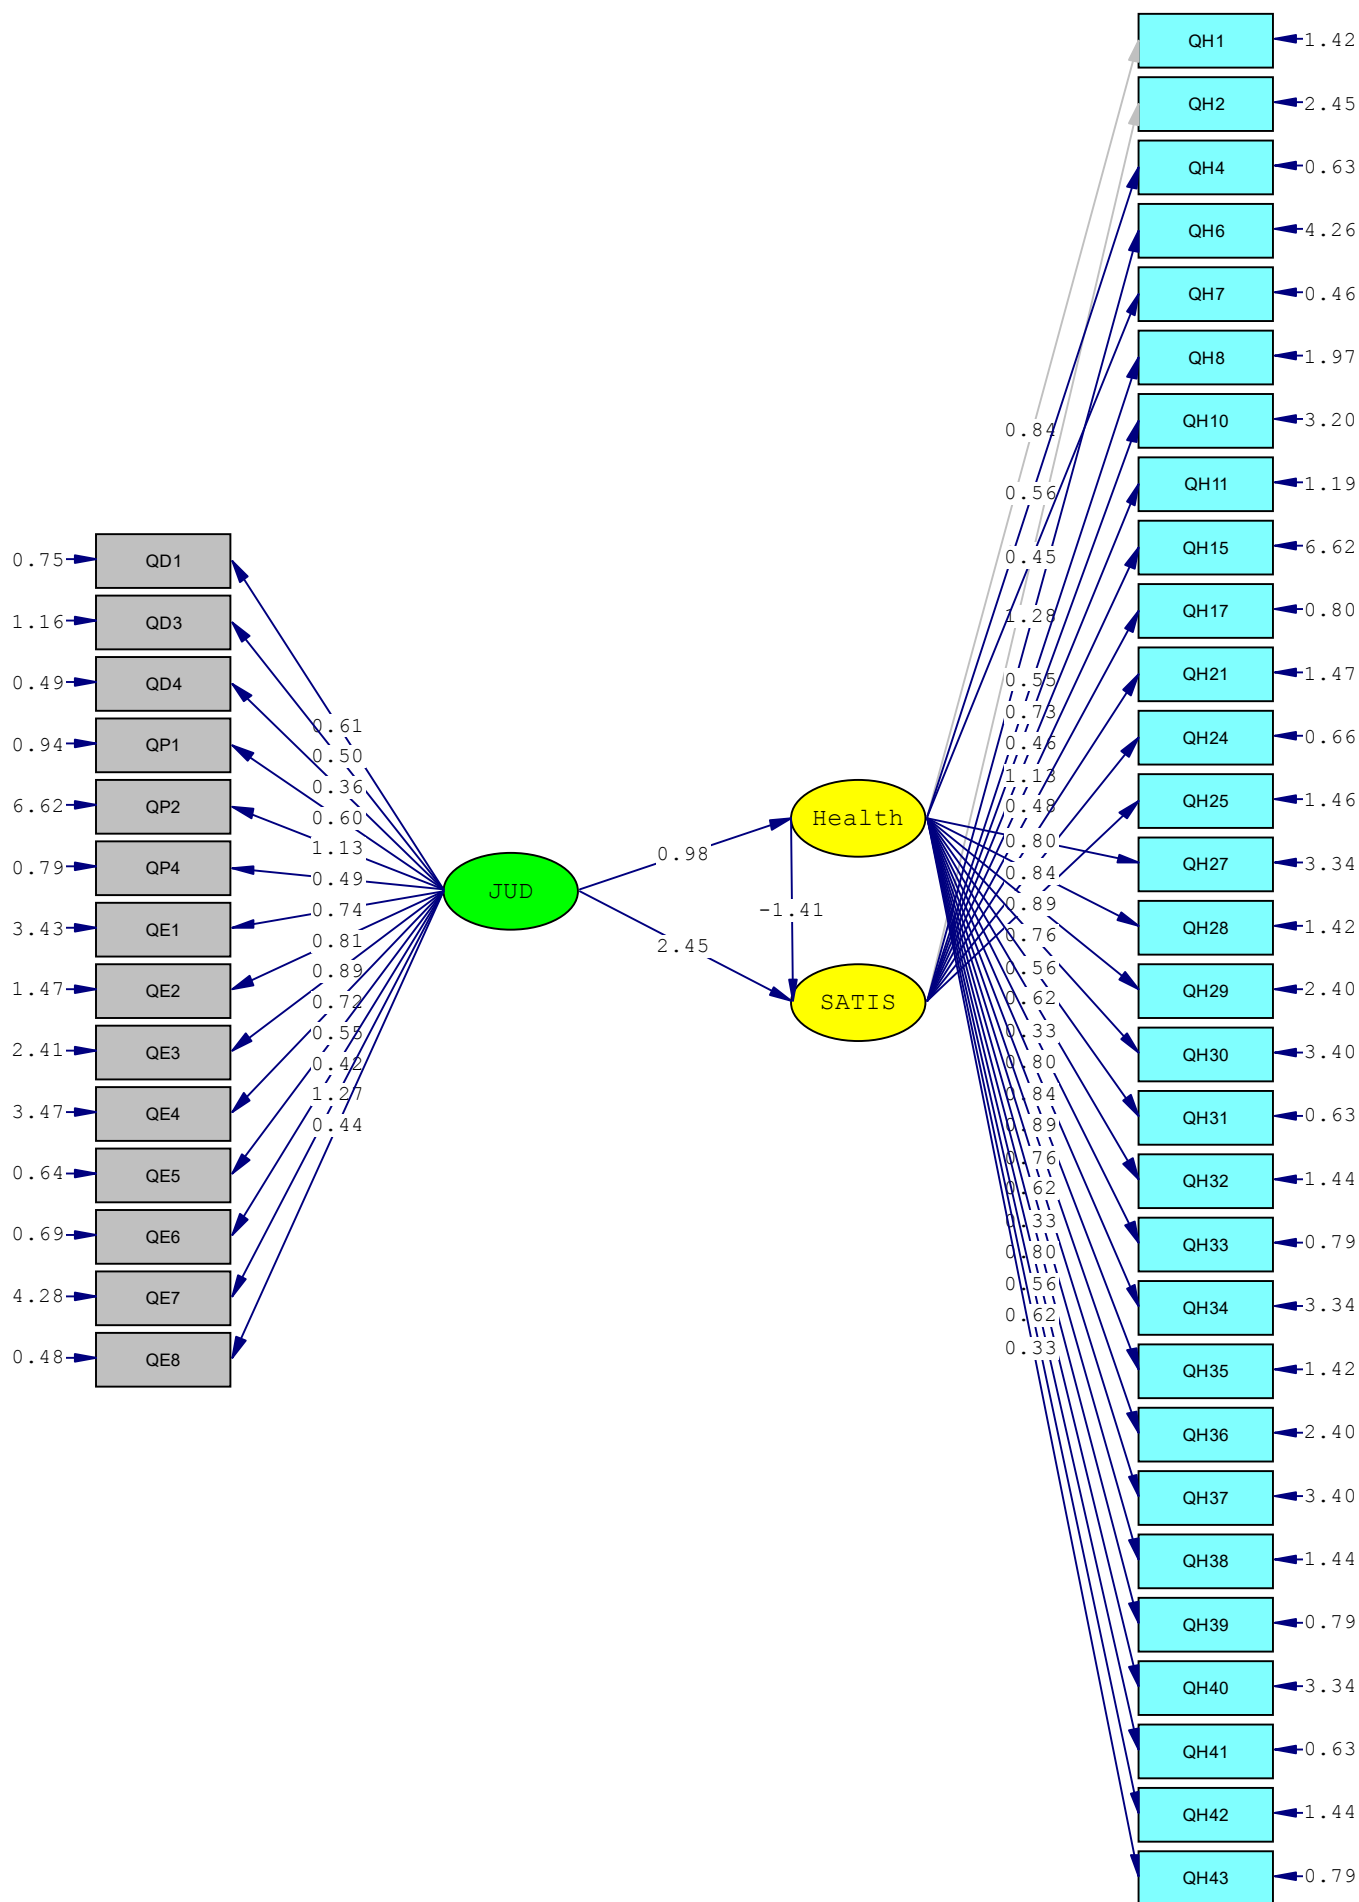 QH1 1.42
QH2 2.45
QH4 0.63
QH6 4.26
QH7 0.46
QH8 1.97
QH10 3.20
QH11 1.19
QH15 6.62
QH17 0.80
QH21 1.47
QH24 0.66
QH25 1.46
QH27 3.34
QH28 1.42
QH29 2.40
QH30 3.40
QH31 0.63
QH32 1.44
QH33 0.79
QH34 3.34
QH35 1.42
QH36 2.40
QH37 3.40
QH38 1.44
QH39 0.79
QH40 3.34
QH41 0.63
QH42 1.44
QH43 0.79
0.84
0.56
0.45
1.28
0.55
0.73
0.46
1.13
0.48
0.80
0.84
0.89
0.76
0.56
0.62
0.33
0.80
0.84
0.89
0.76
0.62
0.33
0.80
0.56
0.62
0.33
Health
SATIS
JUD
0.98
-1.41
2.45
0.61
0.50
0.36
0.60
1.13
0.49
0.74
0.81
0.89
0.72
0.55
0.42
1.27
0.44
0.75 QD1
1.16 QD3
0.49 QD4
0.94 QP1
6.62 QP2
0.79 QP4
3.43 QE1
1.47 QE2
2.41 QE3
3.47 QE4
0.64 QE5
0.69 QE6
4.28 QE7
0.48 QE8